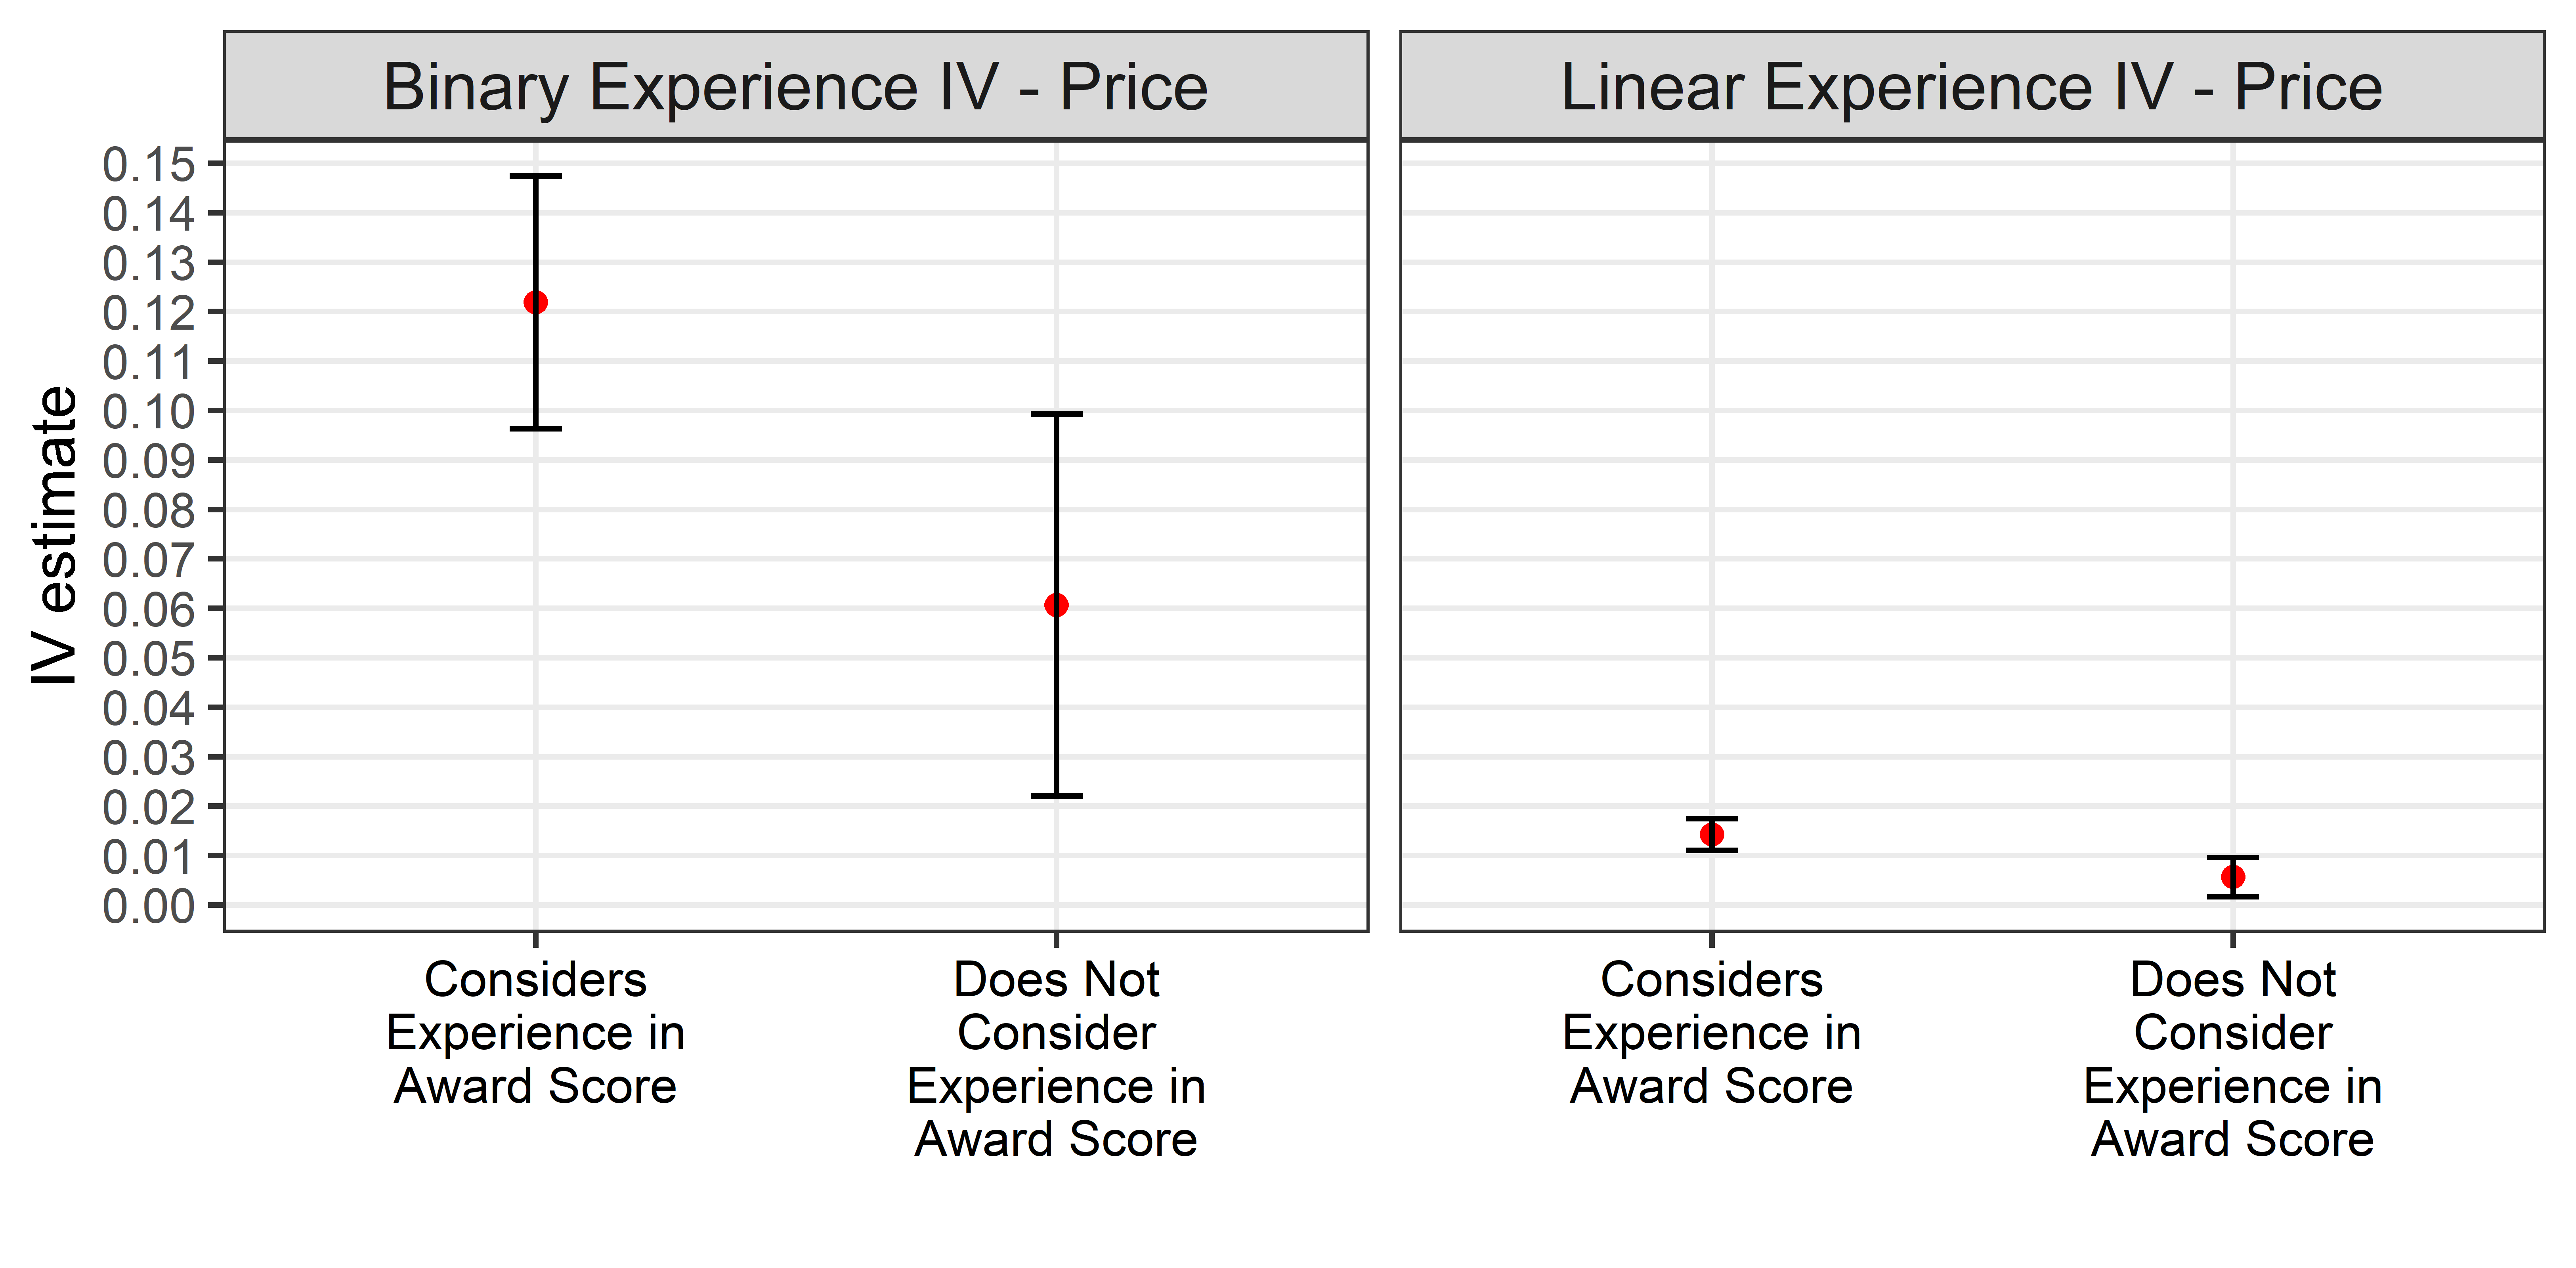 Binary Experience IV - Price
Linear Experience IV - Price
IV estimate
0.15
0.14
0.13
0.12
0.11
0.10
0.09
0.08
0.07
0.06
0.05
0.04
0.03
0.02
0.01
0.00
Considers
Experience in
Award Score
Does Not
Consider
Experience in
Award Score
Considers
Experience in
Award Score
Does Not
Consider
Experience in
Award Score